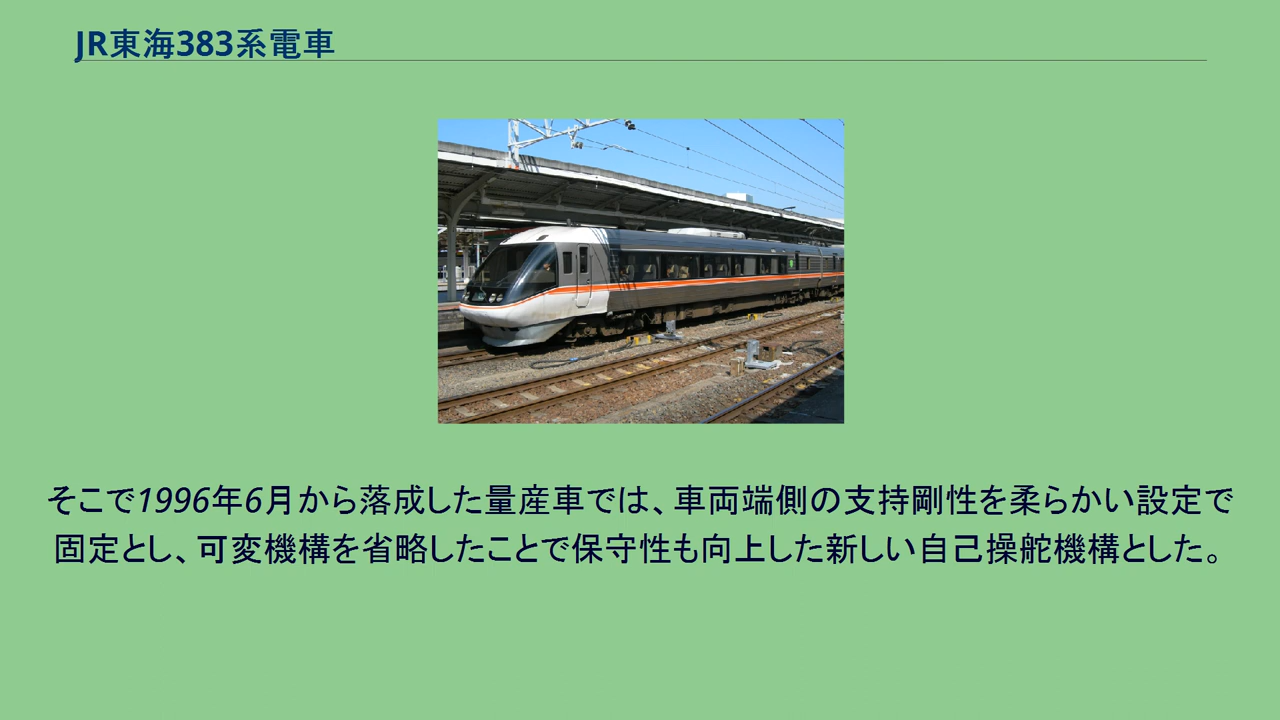 JR東海383系電車
そこで1996年6月から落成した量産車では、車両端側の支持剛性を柔らかい設定で
固定とし、可変機構を省略したことで保守性も向上した新しい自己操舵機構とした。